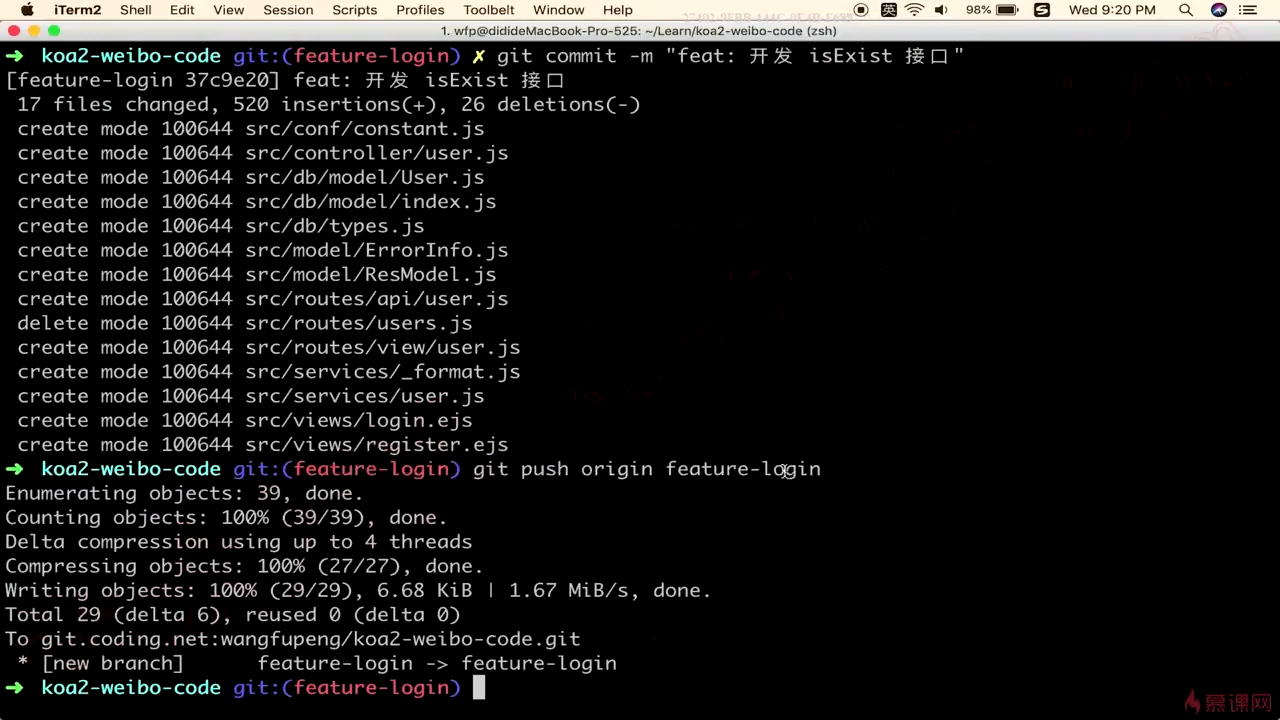 iTerm2 Shell Edit View Session Scripts Profiles Toolbelt Window Help 英 98% Wed 9:20 PM
1. wfp@dideMacBook-Pro-525: ~/Learn/koa2-weibo-code (zsh)
➜ koa2-weibo-code git:(feature-login) ✗ git commit -m "feat: 开发 isExist 接口"
[feature-login 37c9e20] feat: 开发 isExist 接口
17 files changed, 520 insertions(+), 26 deletions(-)
create mode 100644 src/conf/constant.js
create mode 100644 src/controller/user.js
create mode 100644 src/db/model/User.js
create mode 100644 src/db/model/index.js
create mode 100644 src/db/types.js
create mode 100644 src/model/ErrorInfo.js
create mode 100644 src/model/ResModel.js
create mode 100644 src/routes/api/user.js
delete mode 100644 src/routes/users.js
create mode 100644 src/routes/view/user.js
create mode 100644 src/services/_format.js
create mode 100644 src/services/user.js
create mode 100644 src/views/login.ejs
create mode 100644 src/views/register.ejs
➜ koa2-weibo-code git:(feature-login) git push origin feature-login
Enumerating objects: 39, done.
Counting objects: 100% (39/39), done.
Delta compression using up to 4 threads
Compressing objects: 100% (27/27), done.
Writing objects: 100% (29/29), 6.68 KiB | 1.67 MiB/s, done.
Total 29 (delta 6), reused 0 (delta 0)
To git.coding.net:wangfupeng/koa2-weibo-code.git
* [new branch] feature-login -> feature-login
➜ koa2-weibo-code git:(feature-login)
慕课网